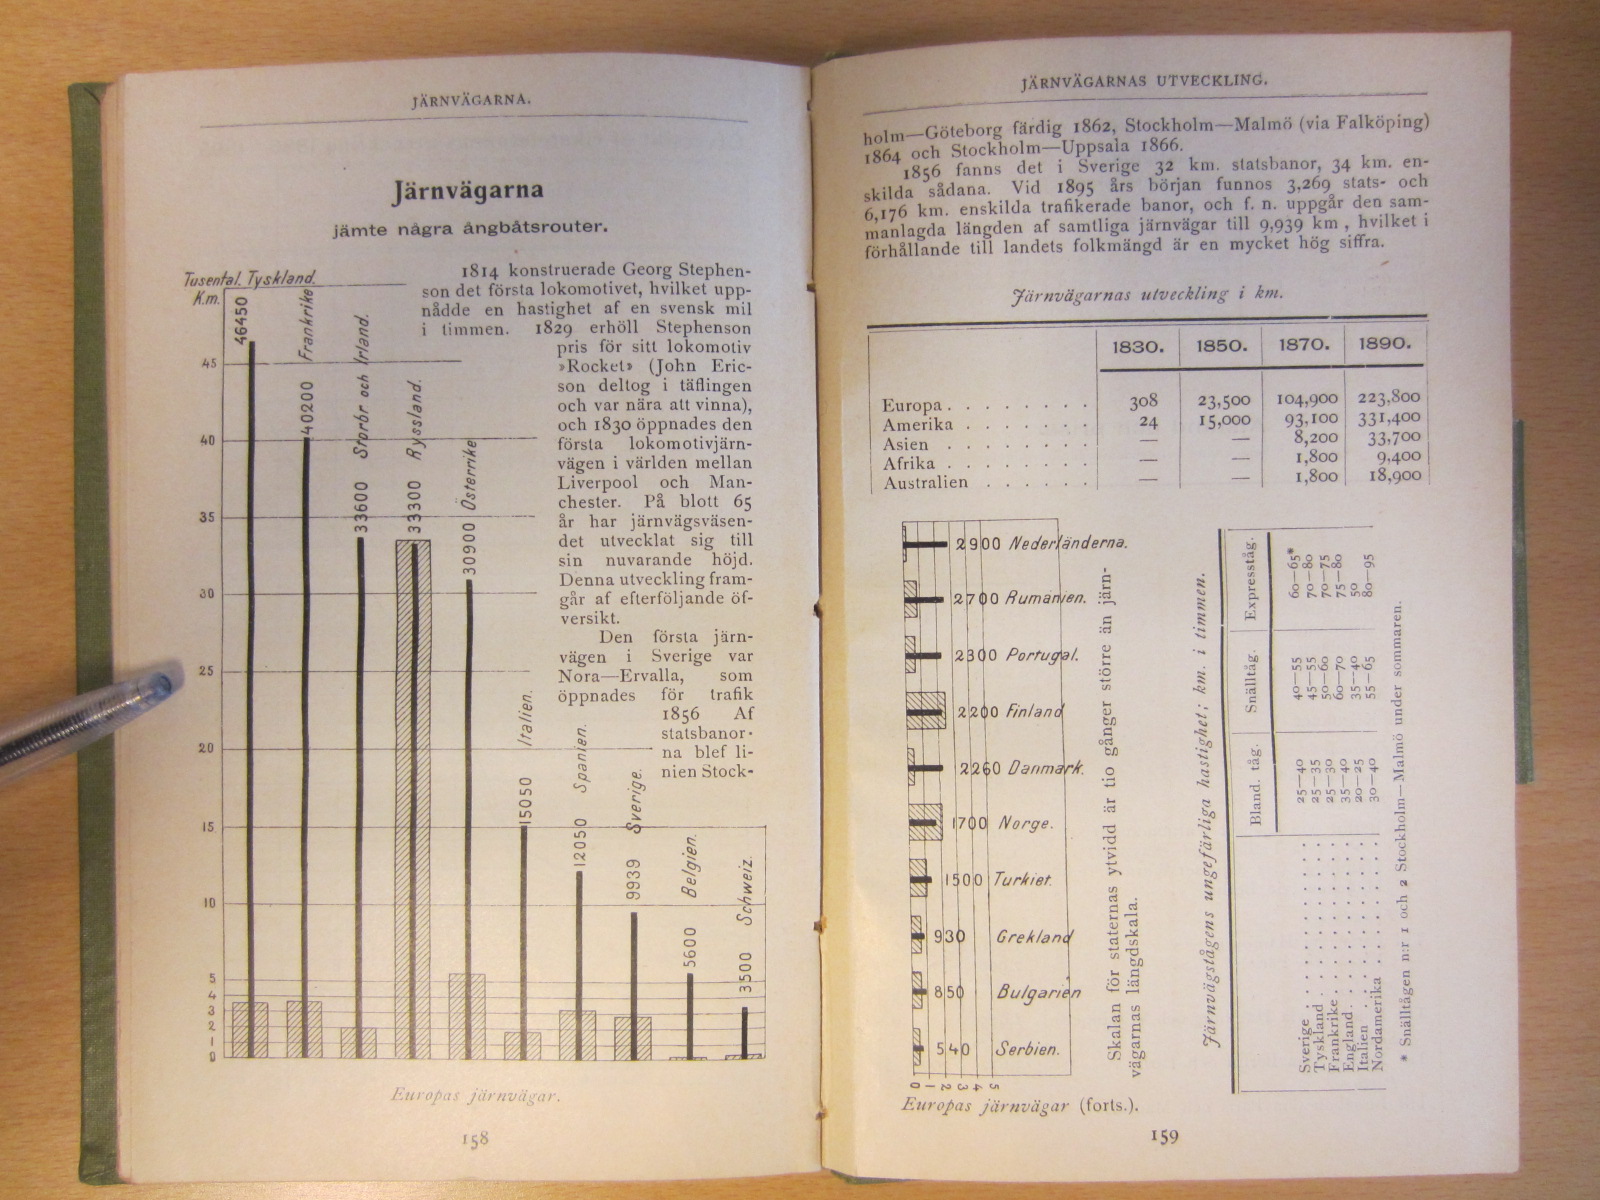 JÄRNVÄGARNA.
Järnvägarna
jämte några ångbåtsrouter.
Tusental. Tyskland.
K.m.
46450
Frankrike
40200
Storbr och Irland.
33600
Ryssland.
33300
Österrike
30900
Italien.
15050
Spanien.
12050
Sverige.
9939
Belgien.
5600
Schweiz.
3500
45
40
35
30
25
20
15
10
5
4
3
2
1
0
1814 konstruerade Georg Stephen-
son det första lokomotivet, hvilket upp-
nådde en hastighet af en svensk mil
i timmen. 1829 erhöll Stephenson
pris för sitt lokomotiv
»Rocket» (John Eric-
son deltog i täflingen
och var nära att vinna),
och 1830 öppnades den
första lokomotivjärn-
vägen i världen mellan
Liverpool och Man-
chester. På blott 65
år har järnvägsväsen-
det utvecklat sig till
sin nuvarande höjd.
Denna utveckling fram-
går af efterföljande öf-
versikt.
Den första järn-
vägen i Sverige var
Nora—Ervalla, som
öppnades för trafik
1856 Af
statsbanor-
na blef li-
nien Stock-
Europas järnvägar.
158
JÄRNVÄGARNAS UTVECKLING.
holm—Göteborg färdig 1862, Stockholm—Malmö (via Falköping)
1864 och Stockholm—Uppsala 1866.
1856 fanns det i Sverige 32 km. statsbanor, 34 km. en-
skilda sådana. Vid 1895 års början funnos 3,269 stats- och
6,176 km. enskilda trafikerade banor, och f. n. uppgår den sam-
manlagda längden af samtliga järnvägar till 9,939 km , hvilket i
förhållande till landets folkmängd är en mycket hög siffra.
Järnvägarnas utveckling i km.
1830. 1850. 1870. 1890.
Europa . . . . . . . . 308 23,500 104,900 223,800
Amerika . . . . . . . 24 15,000 93,100 331,400
Asien . . . . . . . . — — 8,200 33,700
Afrika . . . . . . . . — — 1,800 9,400
Australien . . . . . . — — 1,800 18,900
2900 Nederländerna.
2700 Rumänien.
2300 Portugal.
2200 Finland
2260 Danmark.
1700 Norge.
1500 Turkiet.
930 Grekland
850 Bulgarien
540 Serbien.
0 1 2 3 4 5
Europas järnvägar (forts.).
Skalan för staternas ytvidd är tio gånger större än järn-
vägarnas längdskala.
Järnvägstågens ungefärliga hastighet; km. i timmen.
Bland. tåg. Snälltåg. Expresståg.
Sverige . . . 25—40 40—55 60—65*
Tyskland . . . 25—35 45—55 70—80
Frankrike . . . 25—30 50—60 70—75
England . . . 35—40 60—70 75—80
Italien . . . 20—25 35—40 50
Nordamerika . . . 30—40 55—65 80—95
* Snälltågen n:r 1 och 2 Stockholm—Malmö under sommaren.
159